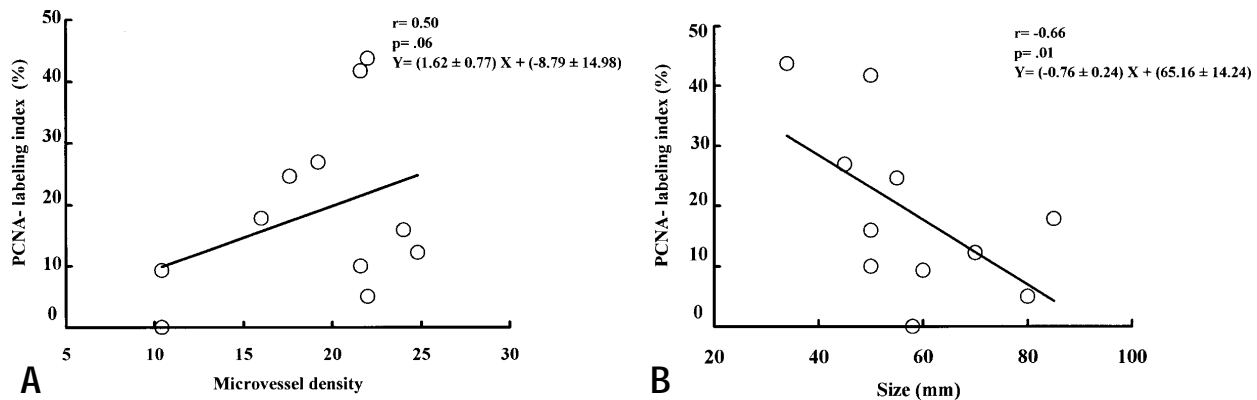 r= 0.50
p= .06
Y= (1.62 ± 0.77) X + (-8.79 ± 14.98)
PCNA- labeling index (%)
50
40
30
20
10
0
5
10
15
20
25
30
Microvessel density
A
r= -0.66
p= .01
Y= (-0.76 ± 0.24) X + (65.16 ± 14.24)
PCNA- labeling index (%)
50
40
30
20
10
0
20
40
60
80
100
Size (mm)
B